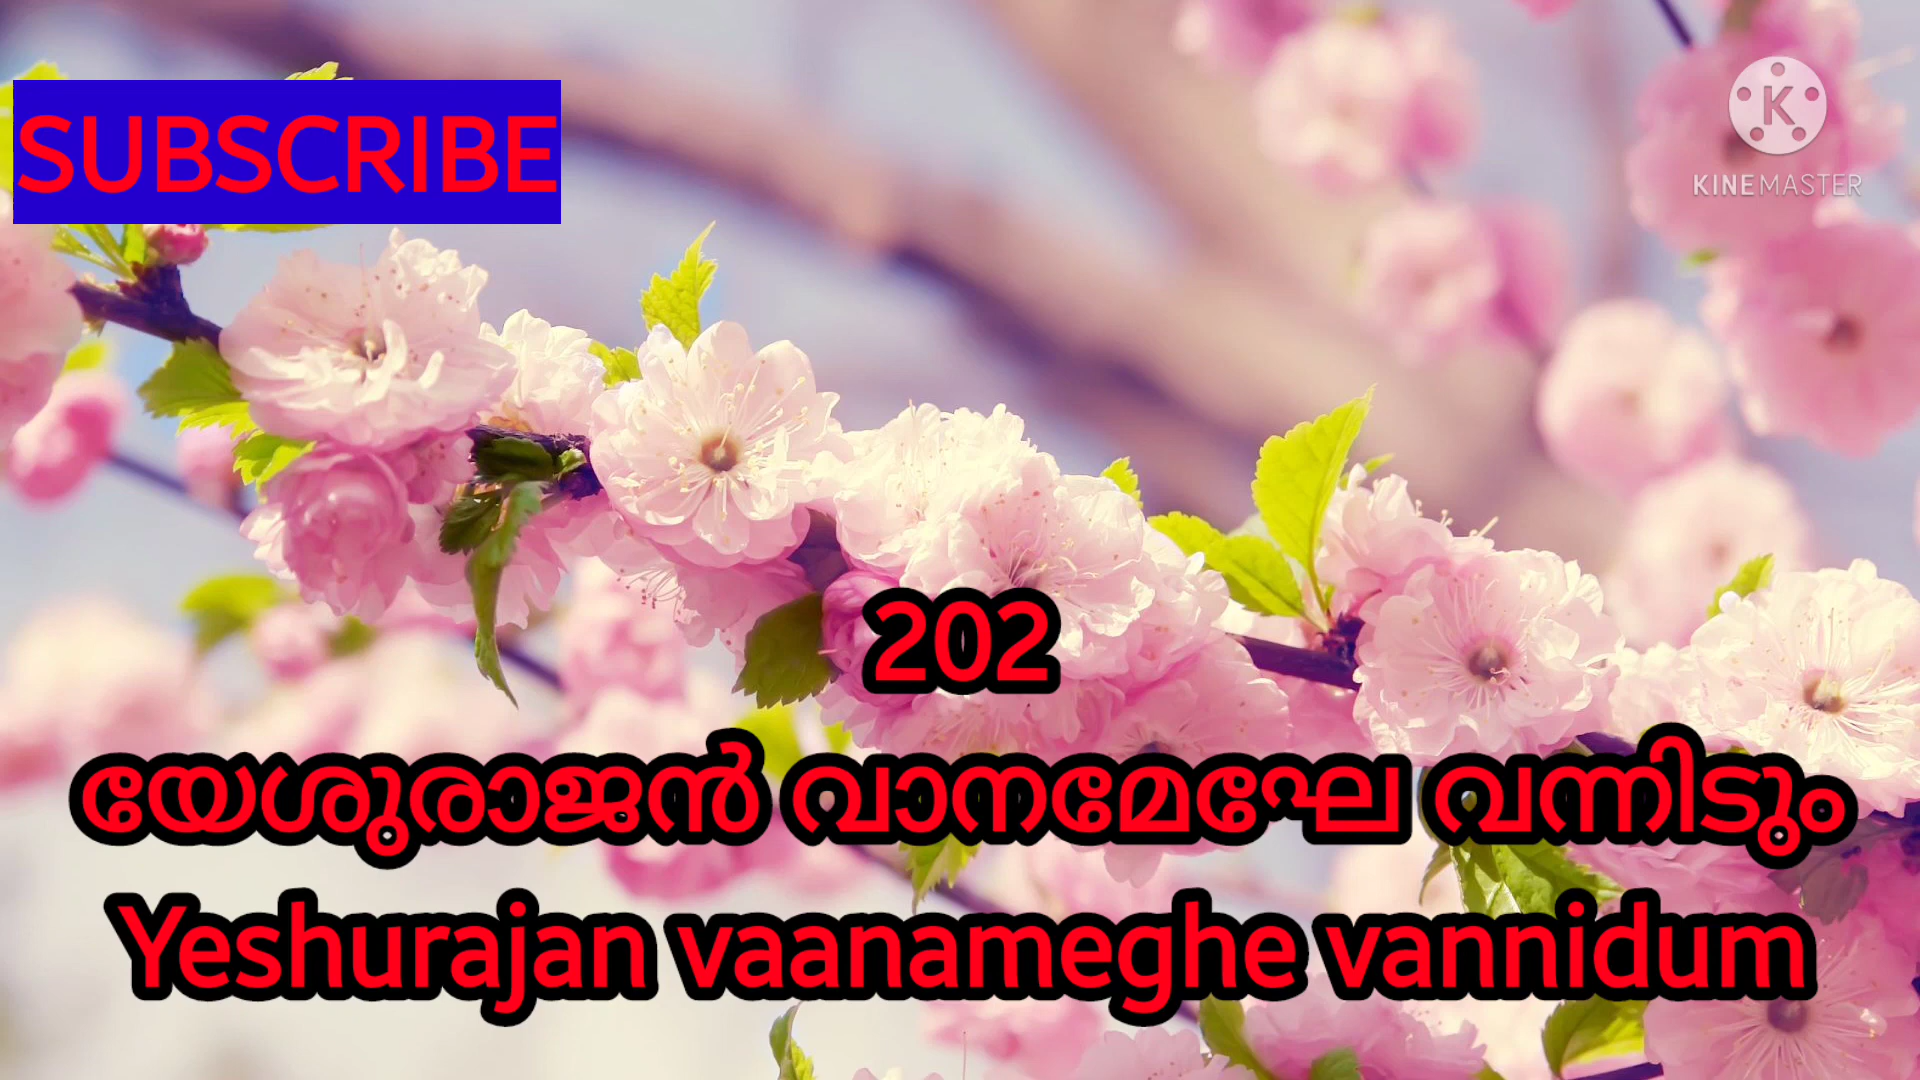 SUBSCRIBE
K
KINEMASTER
202
യേശുരാജൻ വാനമേഘേ വന്നിടും
Yeshurajan vaanameghe vannidum